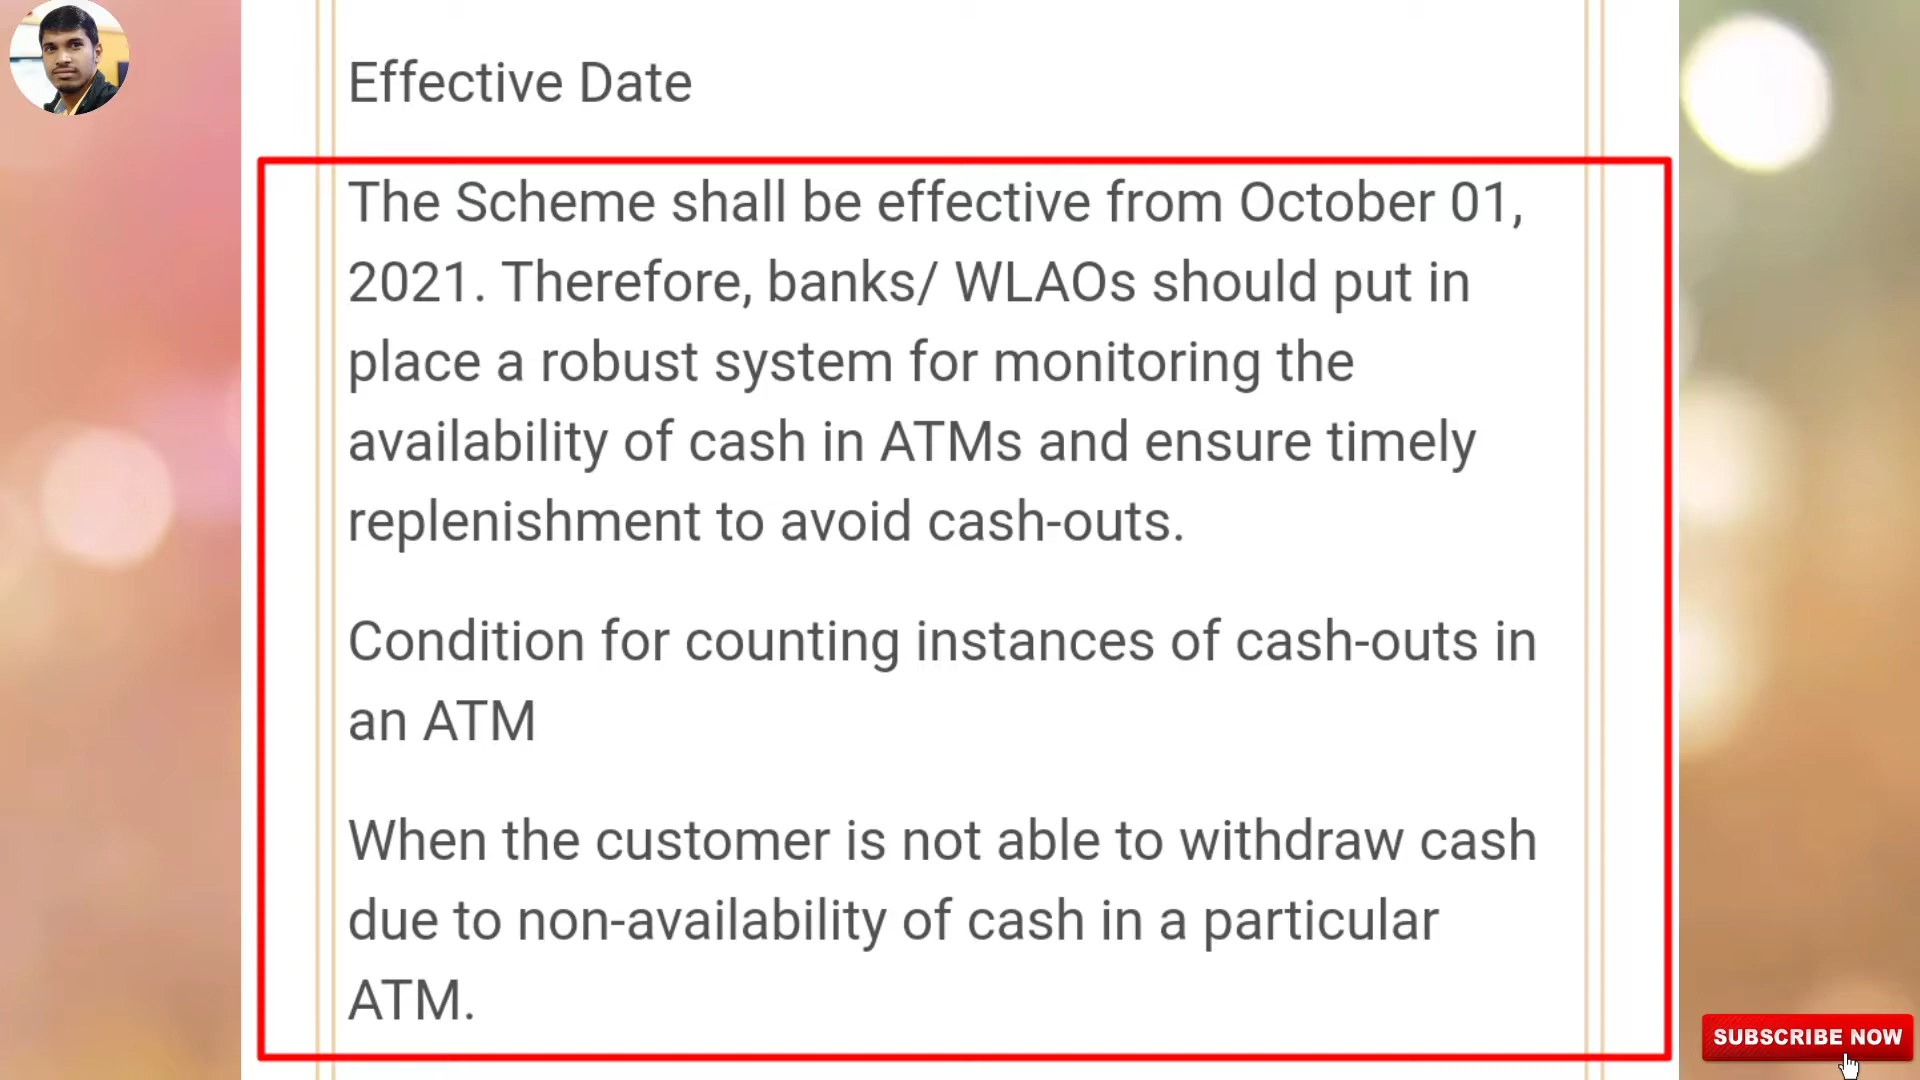 Effective Date
The Scheme shall be effective from October 01,
2021. Therefore, banks/ WLAOs should put in
place a robust system for monitoring the
availability of cash in ATMs and ensure timely
replenishment to avoid cash-outs.
Condition for counting instances of cash-outs in
an ATM
When the customer is not able to withdraw cash
due to non-availability of cash in a particular
ATM.
SUBSCRIBE NOW